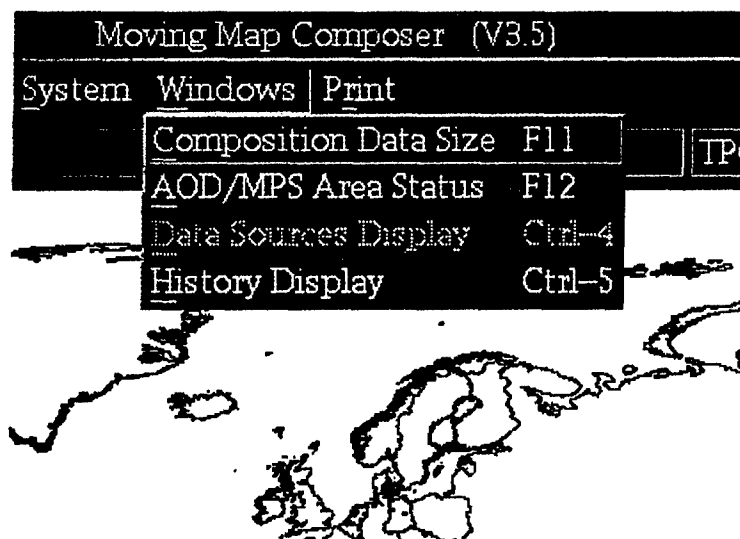 Moving Map Composer (V3.5)
System Windows Print
TP
Composition Data Size F11
AOD/MPS Area Status F12
Data Sources Display Ctrl-4
History Display Ctrl-5